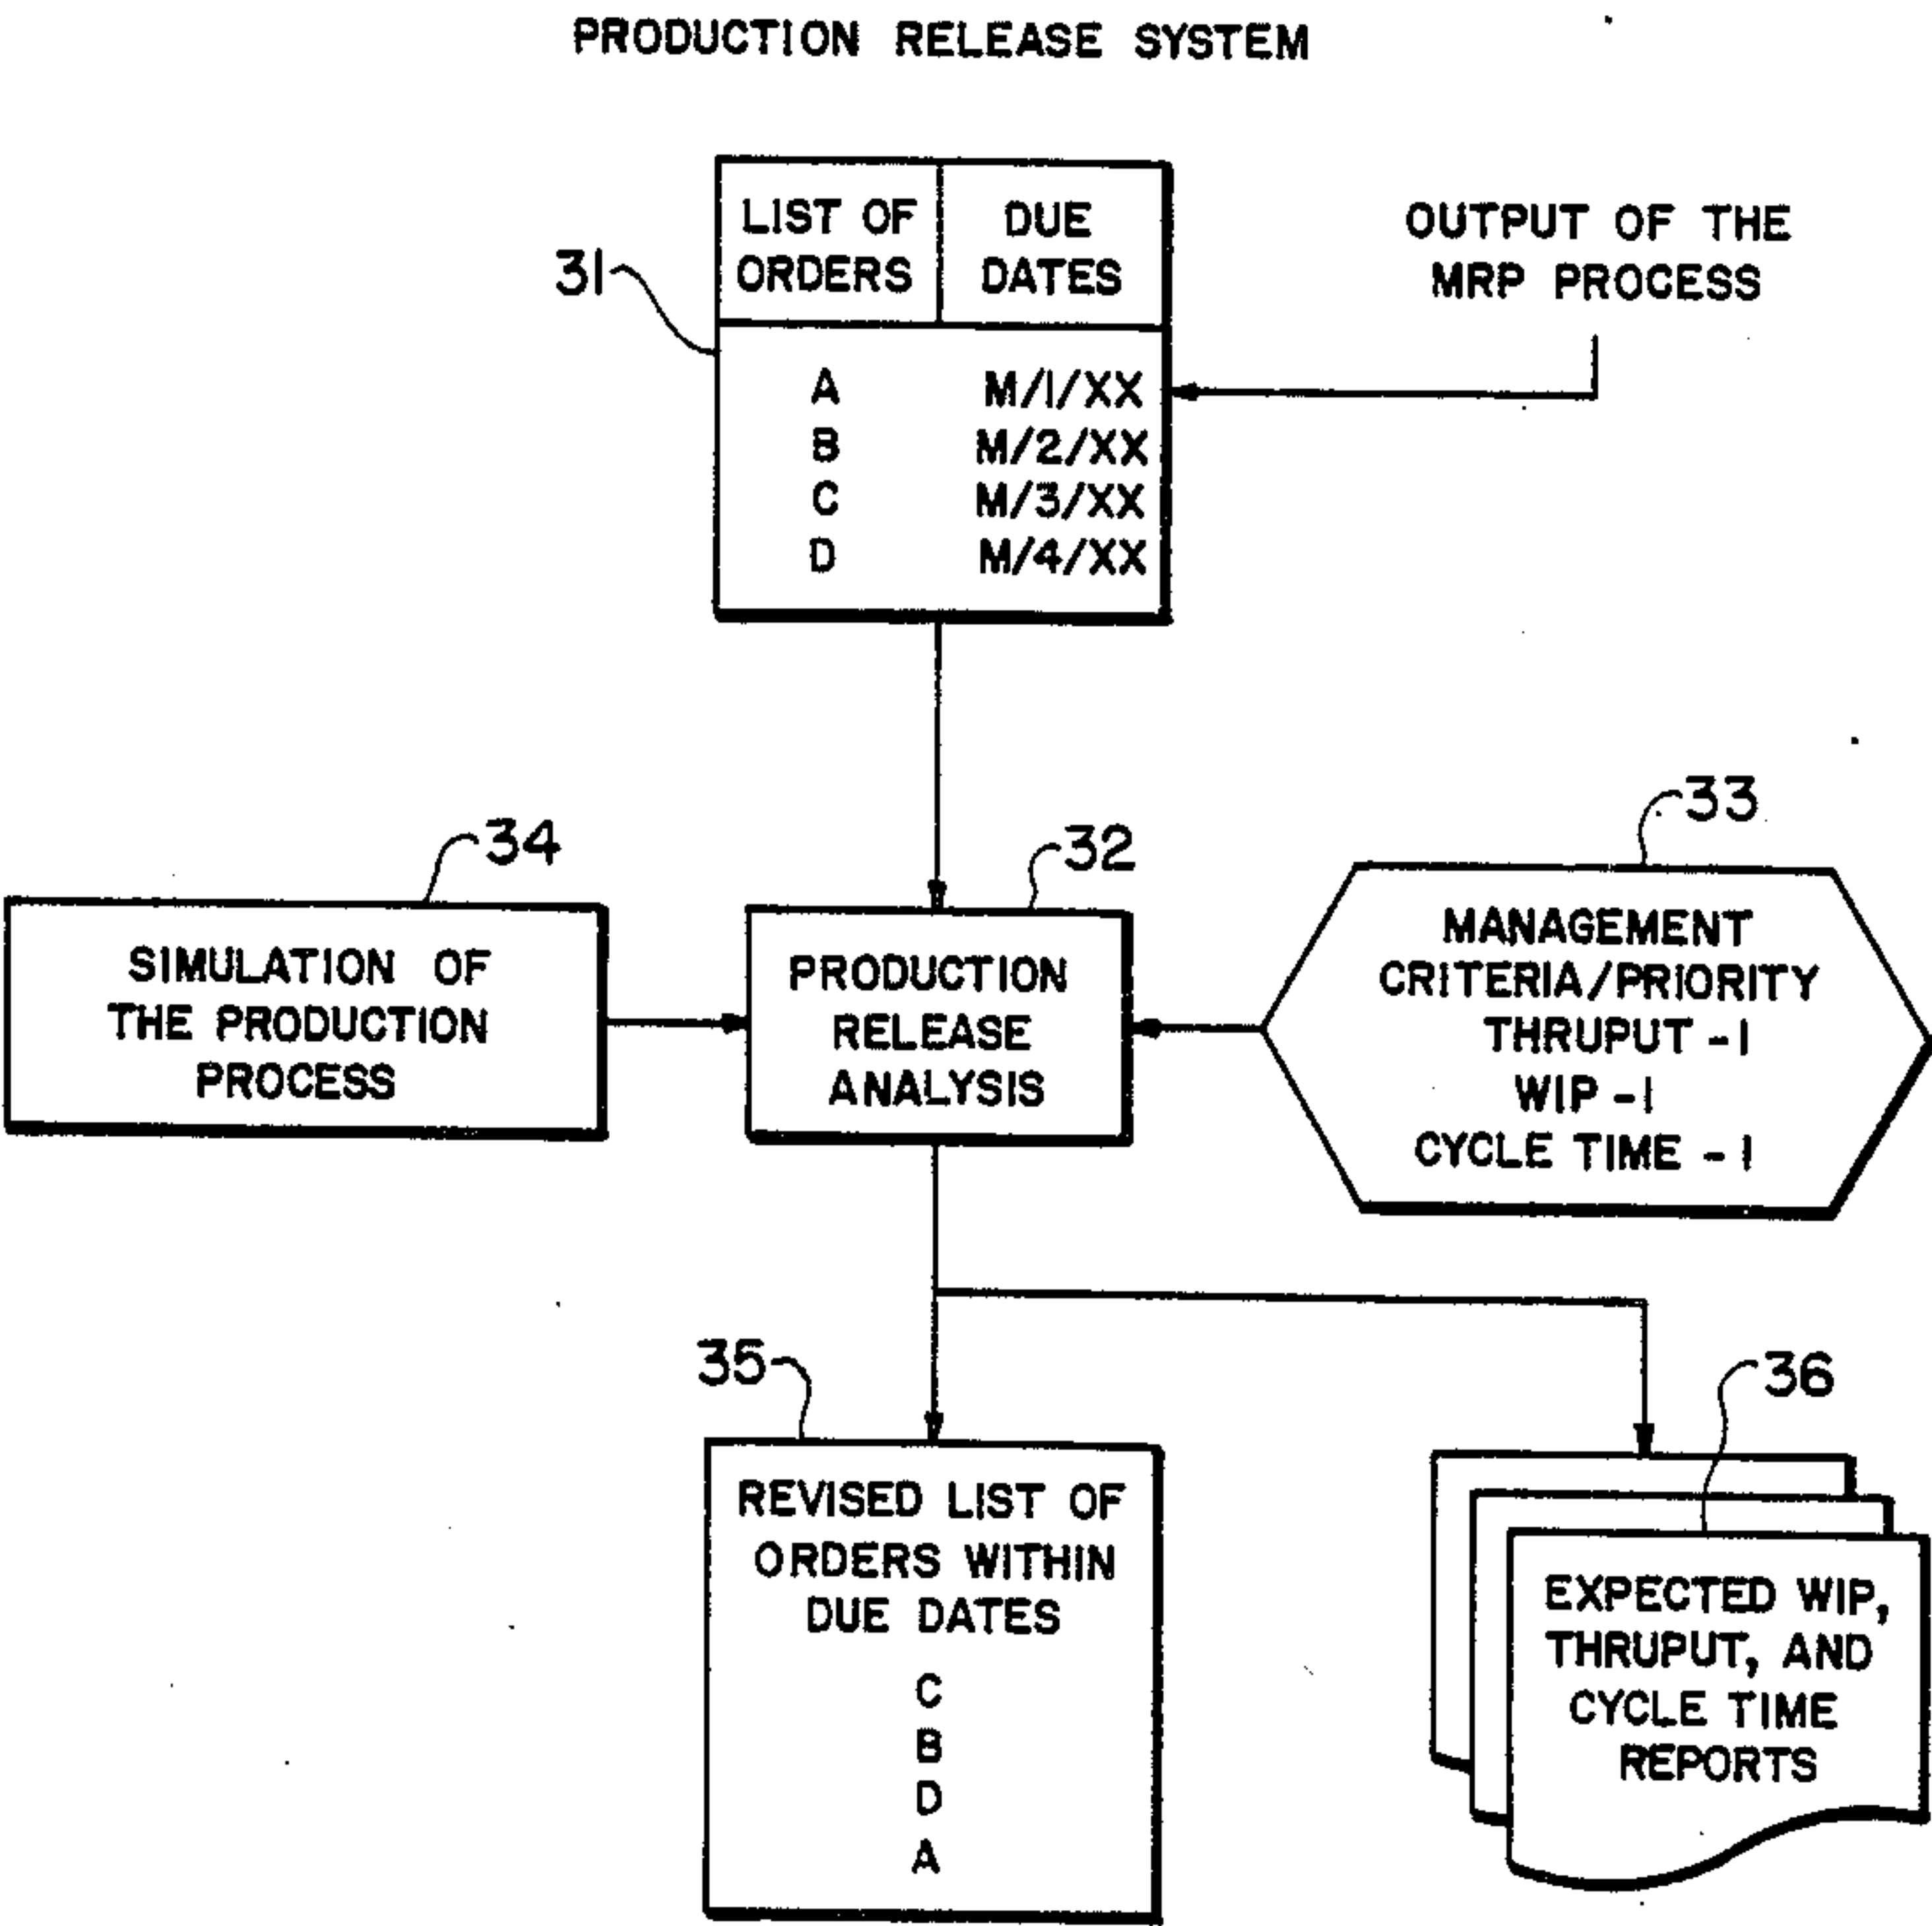 PRODUCTION RELEASE SYSTEM
LIST OF ORDERS
DUE DATES
31
OUTPUT OF THE
MRP PROCESS
A M/1/XX
B M/2/XX
C M/3/XX
D M/4/XX
34
SIMULATION OF
THE PRODUCTION
PROCESS
32
PRODUCTION
RELEASE
ANALYSIS
33
MANAGEMENT
CRITERIA/PRIORITY
THRUPUT -1
WIP -1
CYCLE TIME -1
35
REVISED LIST OF
ORDERS WITHIN
DUE DATES
C
B
D
A
36
EXPECTED WIP,
THRUPUT, AND
CYCLE TIME
REPORTS